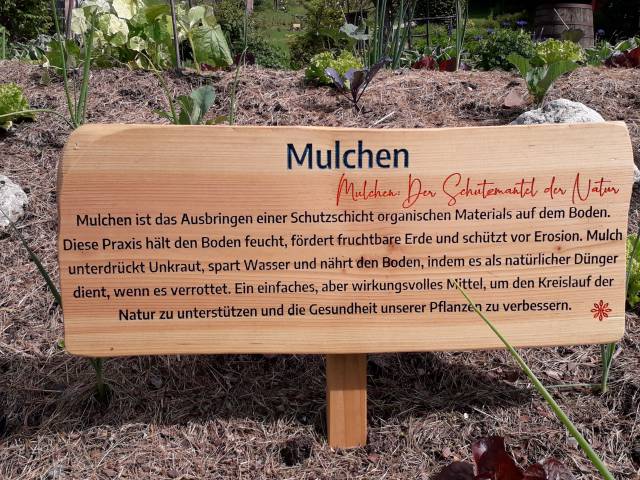 Mulchen
Mulchen: Der Schutzmantel der Natur
Mulchen ist das Ausbringen einer Schutzschicht organischen Materials auf dem Boden.
Diese Praxis hält den Boden feucht, fördert fruchtbare Erde und schützt vor Erosion. Mulch
unterdrückt Unkraut, spart Wasser und nährt den Boden, indem es als natürlicher Dünger
dient, wenn es verrottet. Ein einfaches, aber wirkungsvolles Mittel, um den Kreislauf der
Natur zu unterstützen und die Gesundheit unserer Pflanzen zu verbessern.